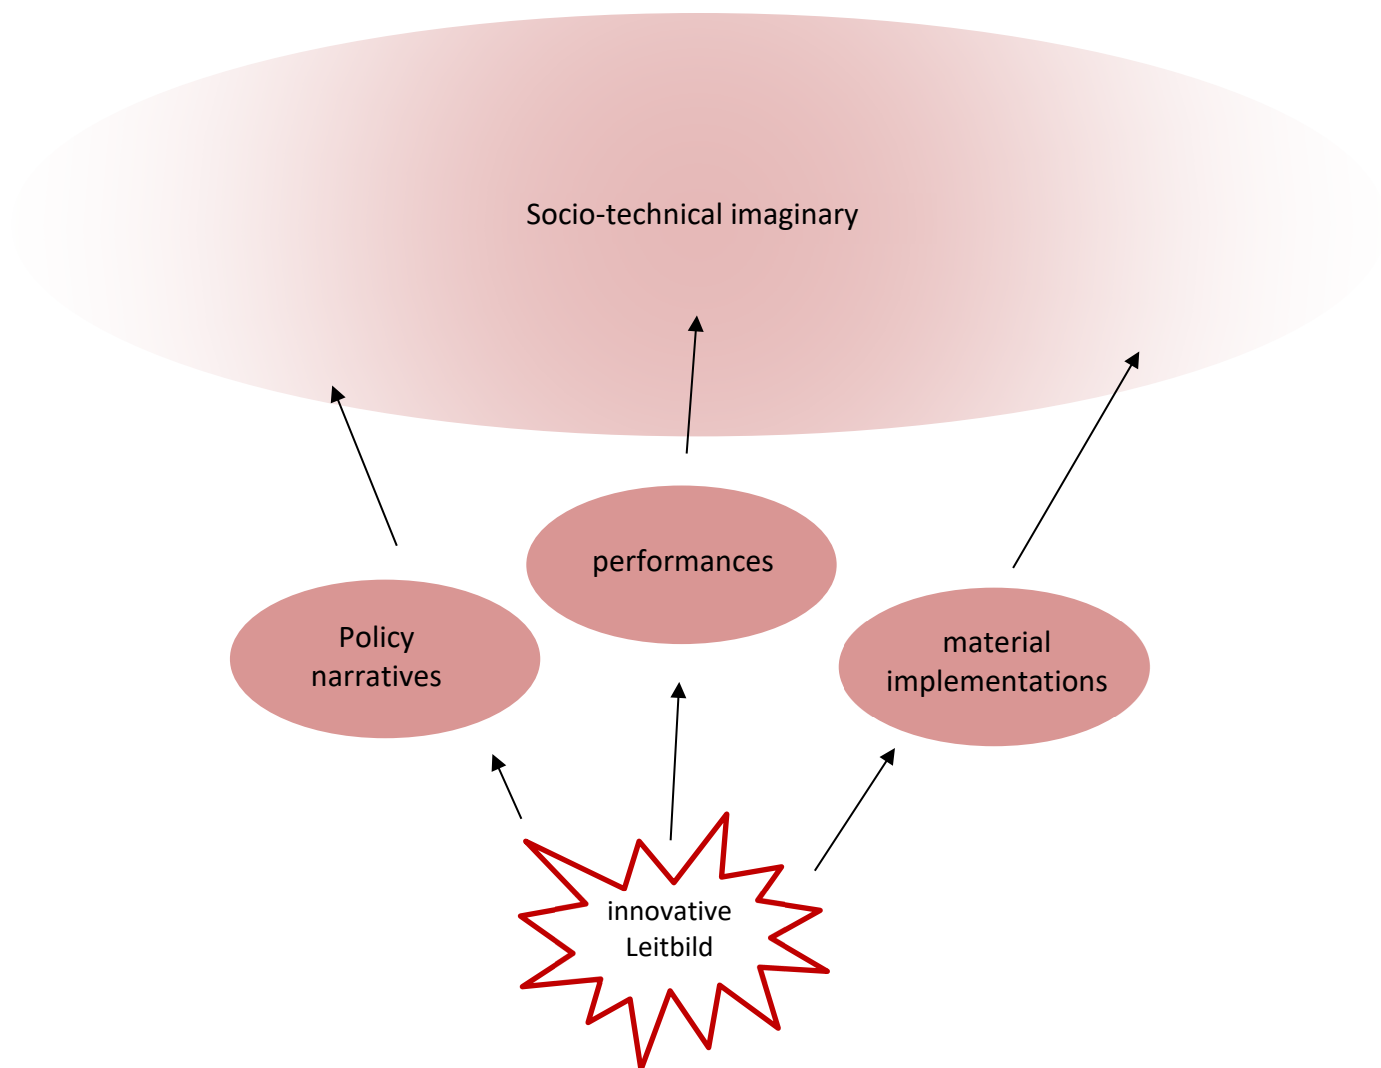 Socio-technical imaginary
performances
Policy
narratives
material
implementations
innovative
Leitbild